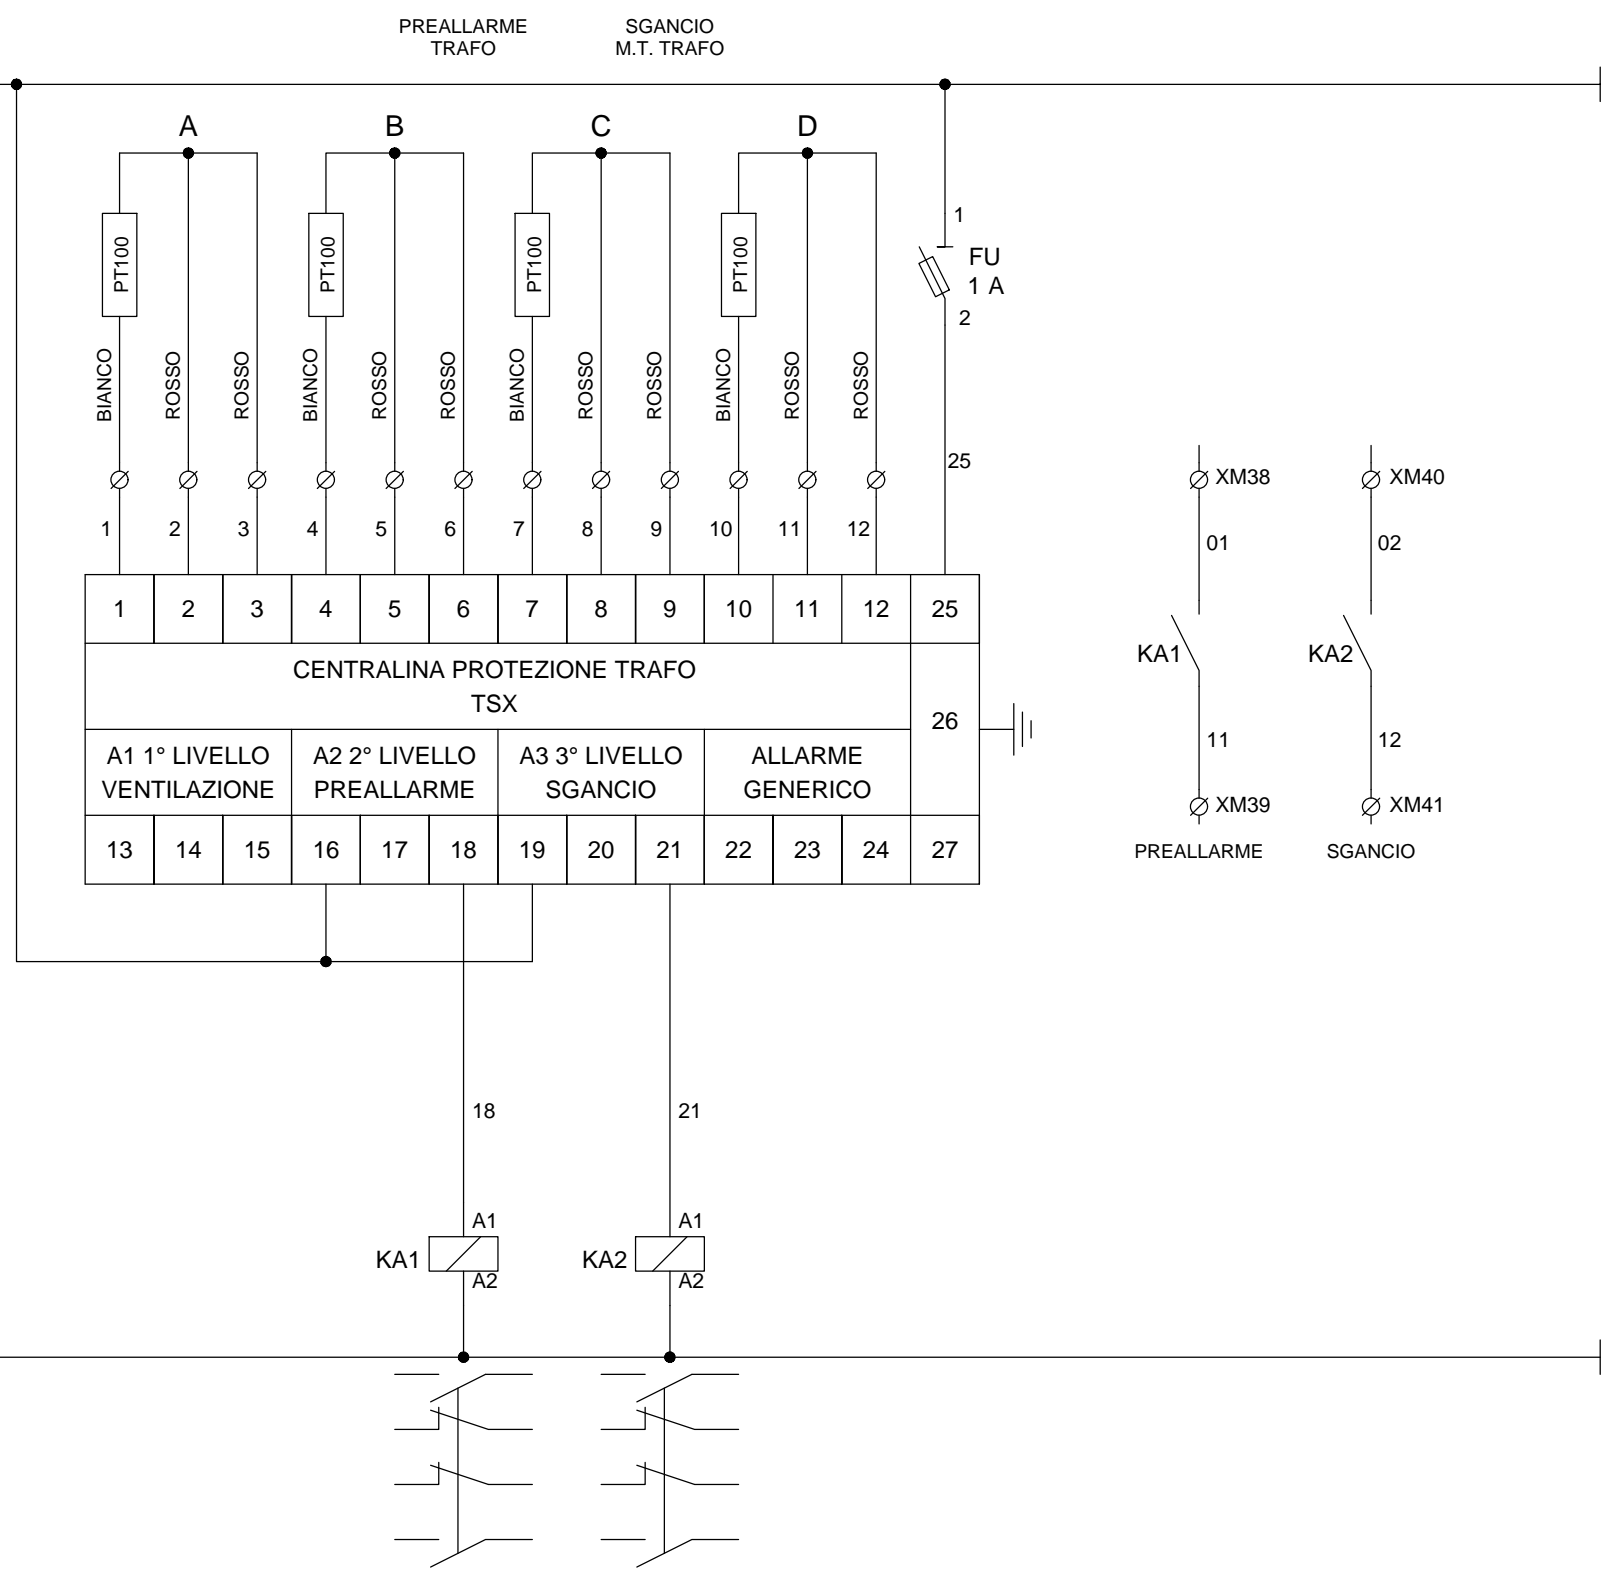 PREALLARME
TRAFO
SGANCIO
M.T. TRAFO
A
B
C
D
PT100
PT100
PT100
PT100
1
FU
1 A
2
BIANCO
ROSSO
ROSSO
BIANCO
ROSSO
ROSSO
BIANCO
ROSSO
ROSSO
BIANCO
ROSSO
ROSSO
25
XM38
XM40
1
2
3
4
5
6
7
8
9
10
11
12
01
02
1
2
3
4
5
6
7
8
9
10
11
12
25
CENTRALINA PROTEZIONE TRAFO
TSX
26
KA1
KA2
A1 1° LIVELLO
VENTILAZIONE
A2 2° LIVELLO
PREALLARME
A3 3° LIVELLO
SGANCIO
ALLARME
GENERICO
11
12
XM39
XM41
13
14
15
16
17
18
19
20
21
22
23
24
27
PREALLARME
SGANCIO
18
21
A1
KA1
A2
A1
KA2
A2